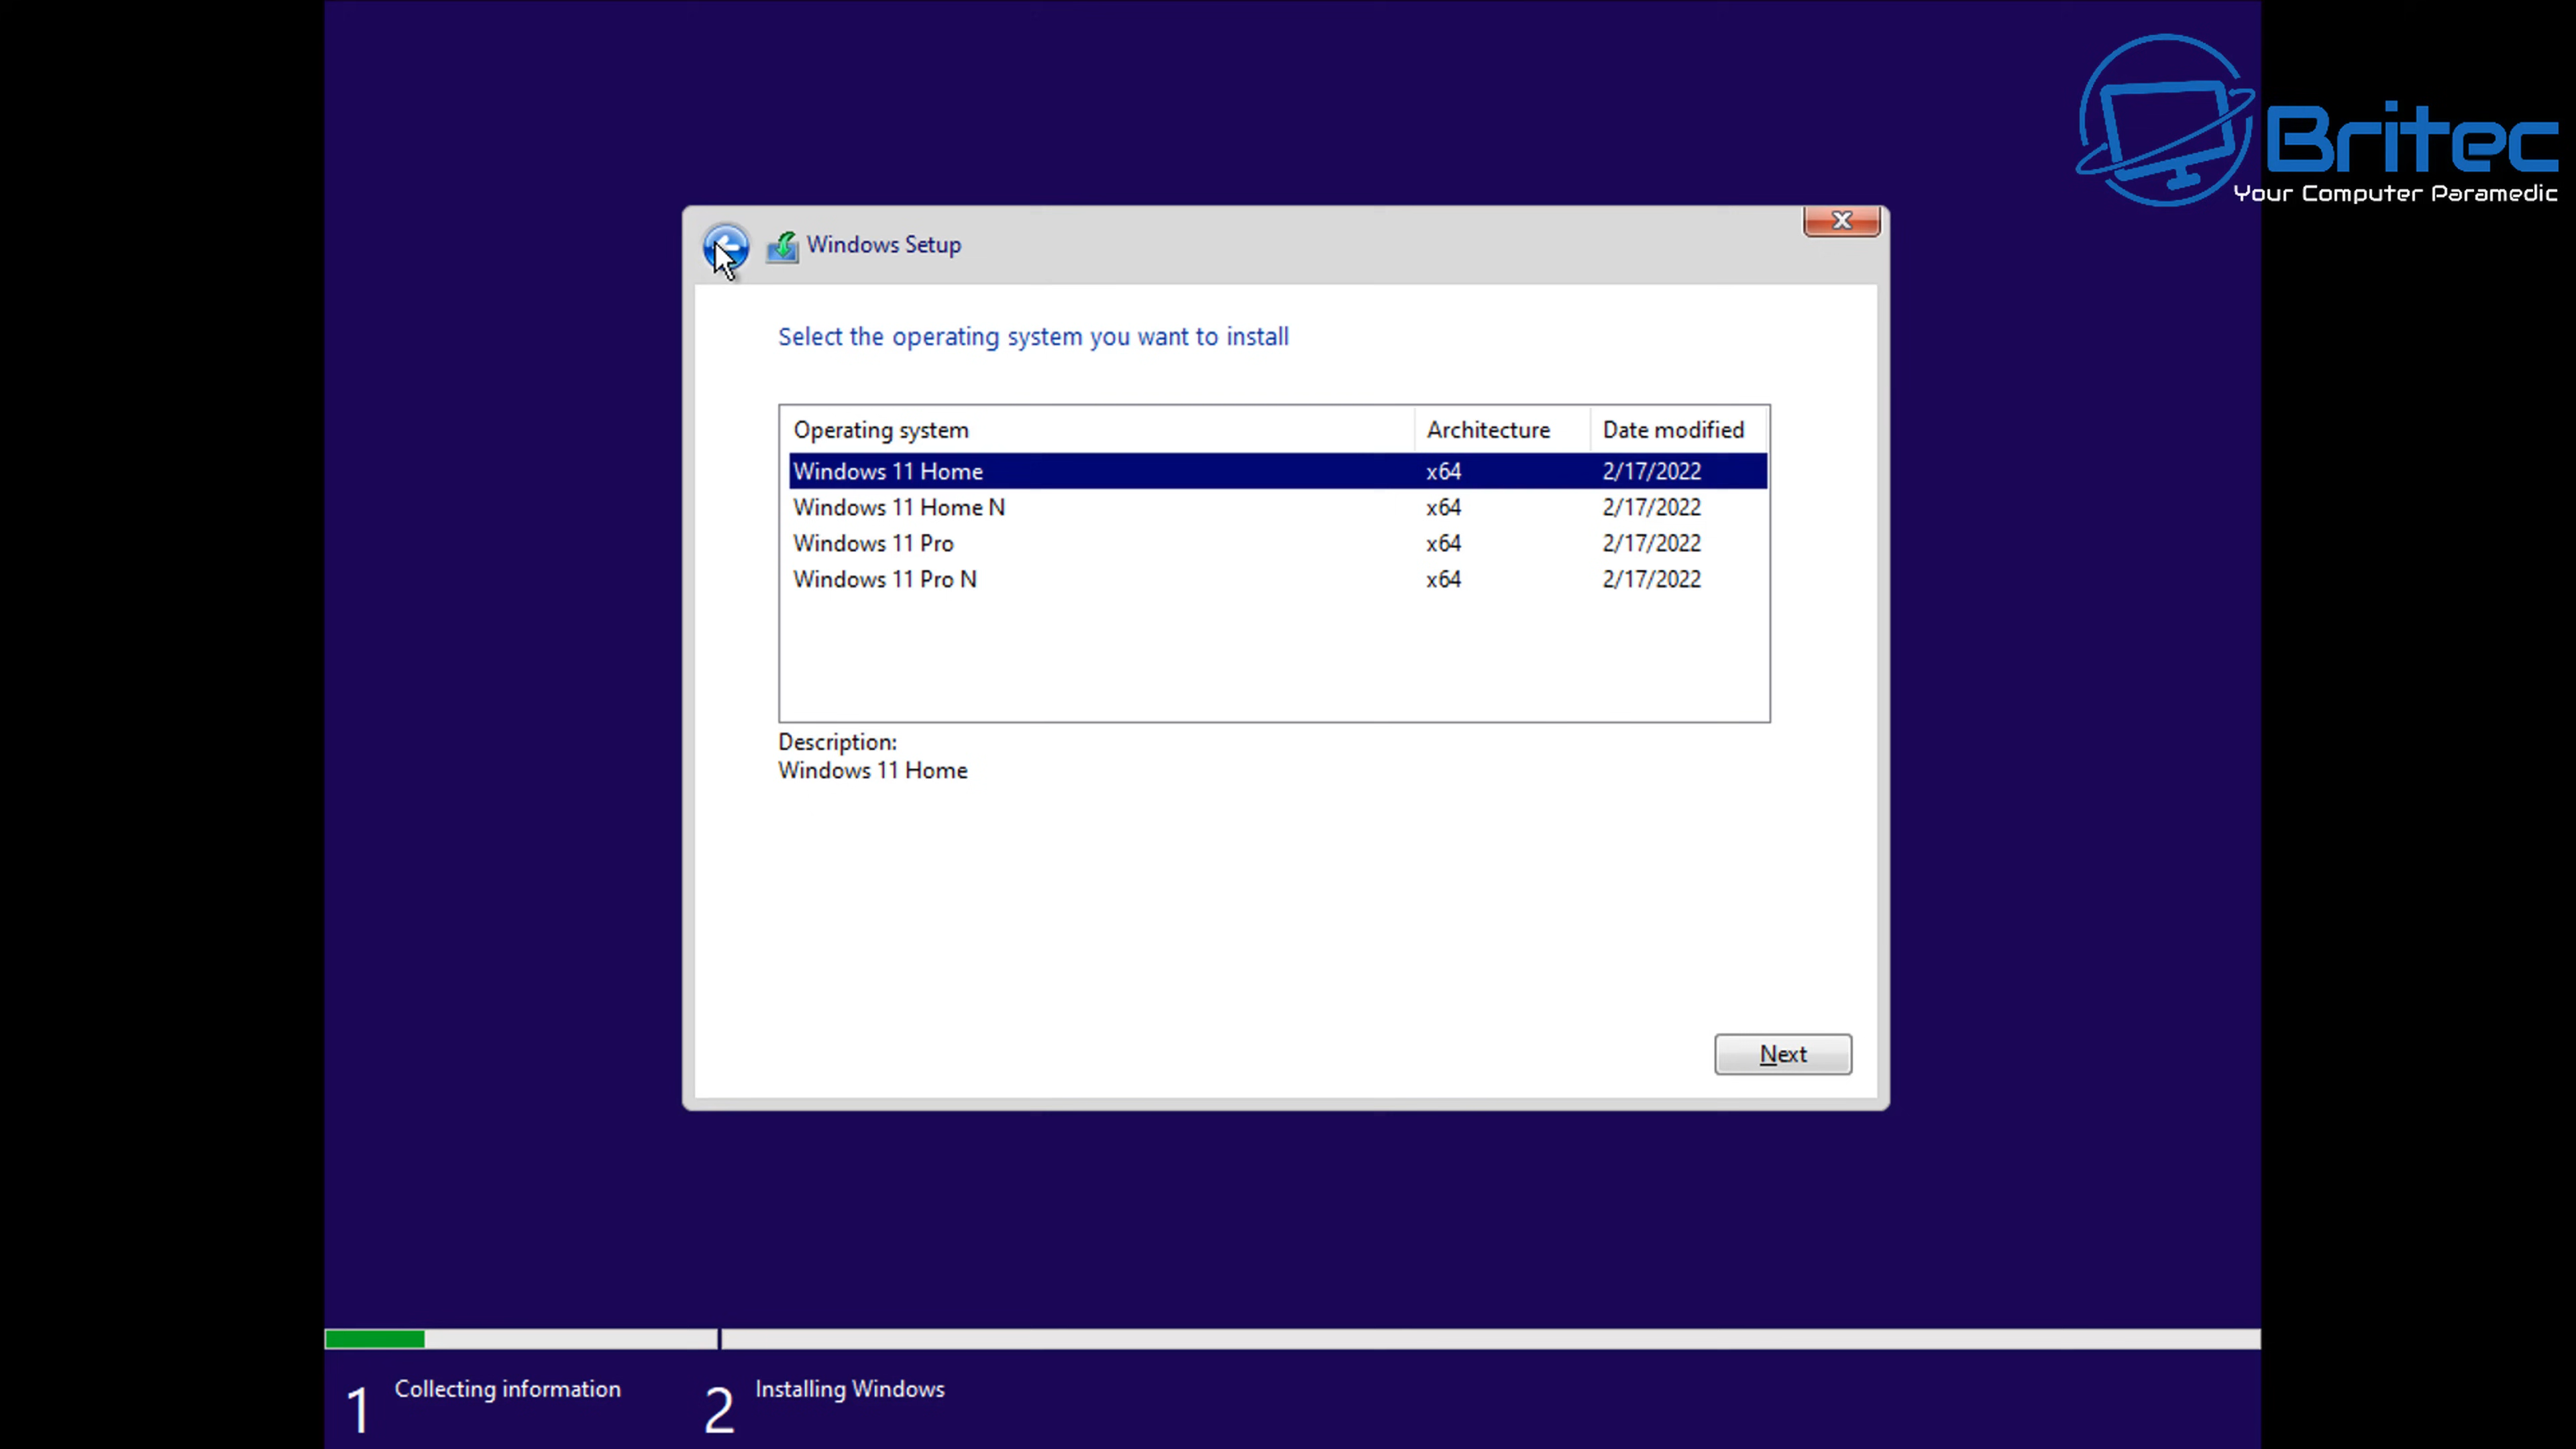 Britec
Your Computer Paramedic
Windows Setup
X
Select the operating system you want to install
Operating system Architecture Date modified
Windows 11 Home x64 2/17/2022
Windows 11 Home N x64 2/17/2022
Windows 11 Pro x64 2/17/2022
Windows 11 Pro N x64 2/17/2022
Description:
Windows 11 Home
Next
1 Collecting information 2 Installing Windows